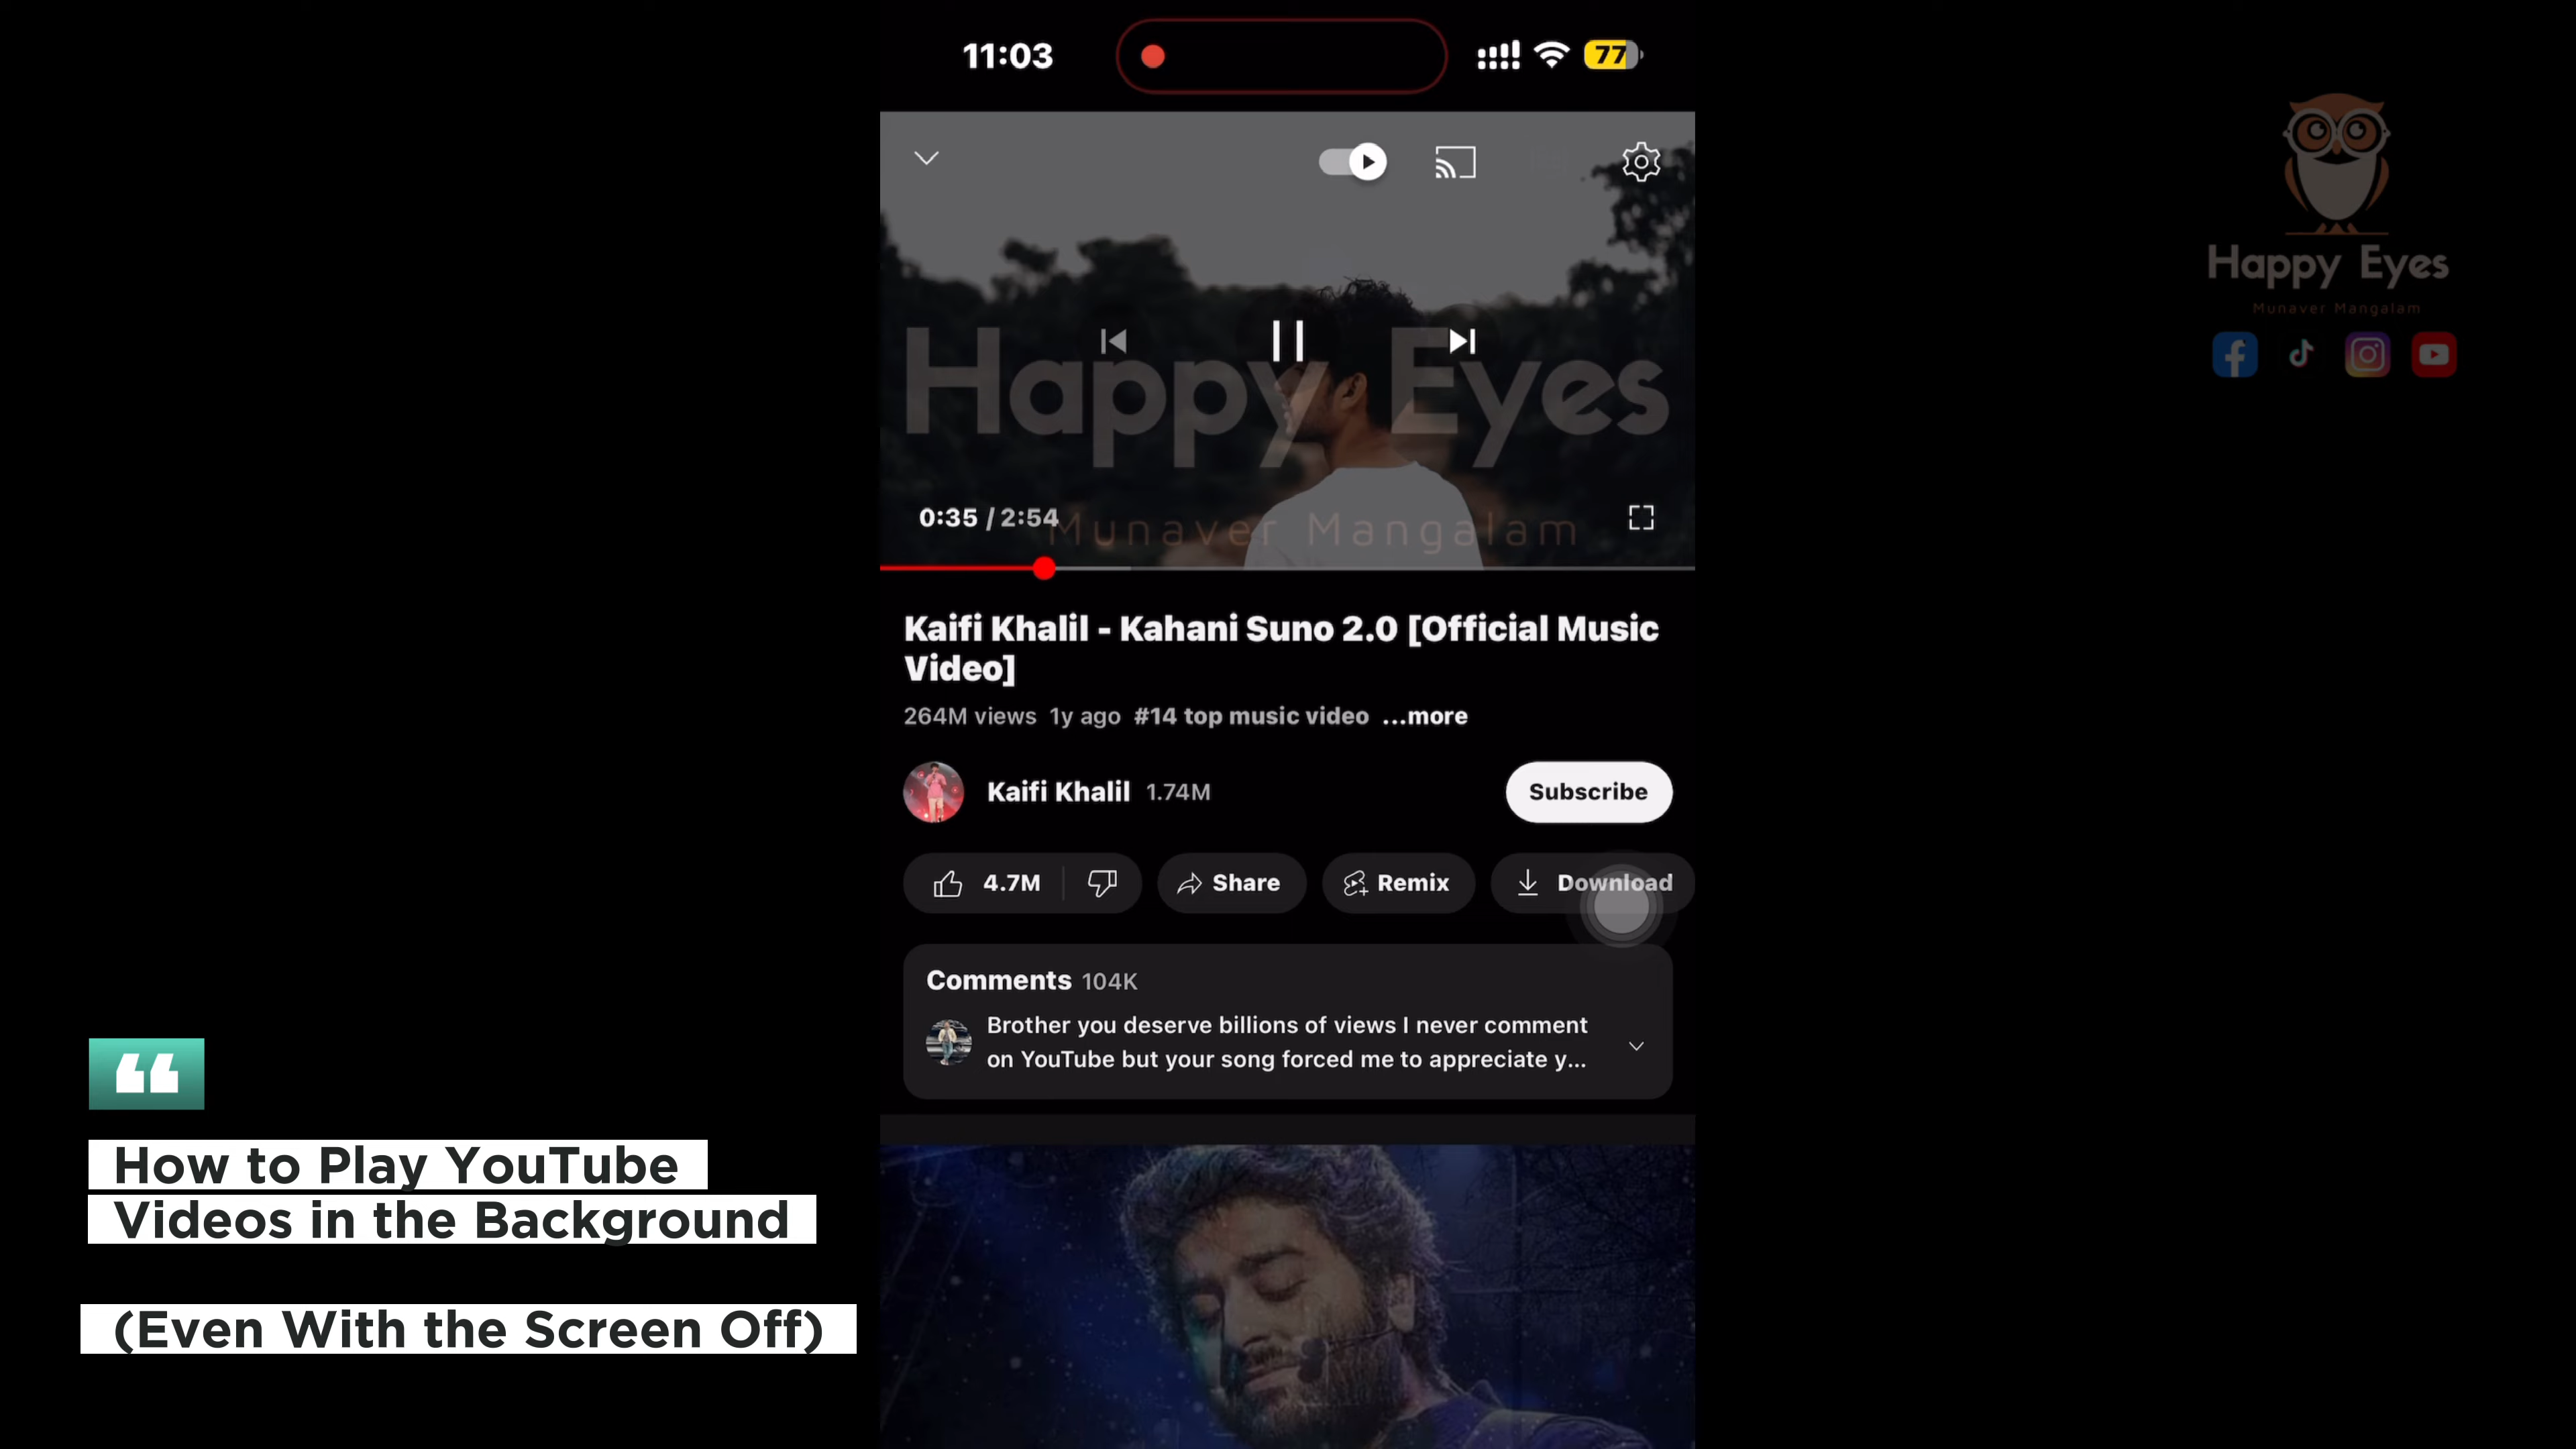 11:03
77
Happy Eyes
Munaver Mangalam
Happy Eyes
0:35 / 2:54
Munaver Mangalam
Kaifi Khalil - Kahani Suno 2.0 [Official Music
Video]
264M views 1y ago #14 top music video ...more
Kaifi Khalil 1.74M
Subscribe
4.7M
Share
Remix
Download
Comments 104K
Brother you deserve billions of views I never comment
on YouTube but your song forced me to appreciate y...
“
How to Play YouTube
Videos in the Background
(Even With the Screen Off)